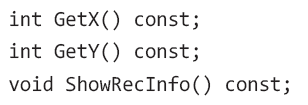 int GetX() const;
int GetY() const;
void ShowRecInfo() const;